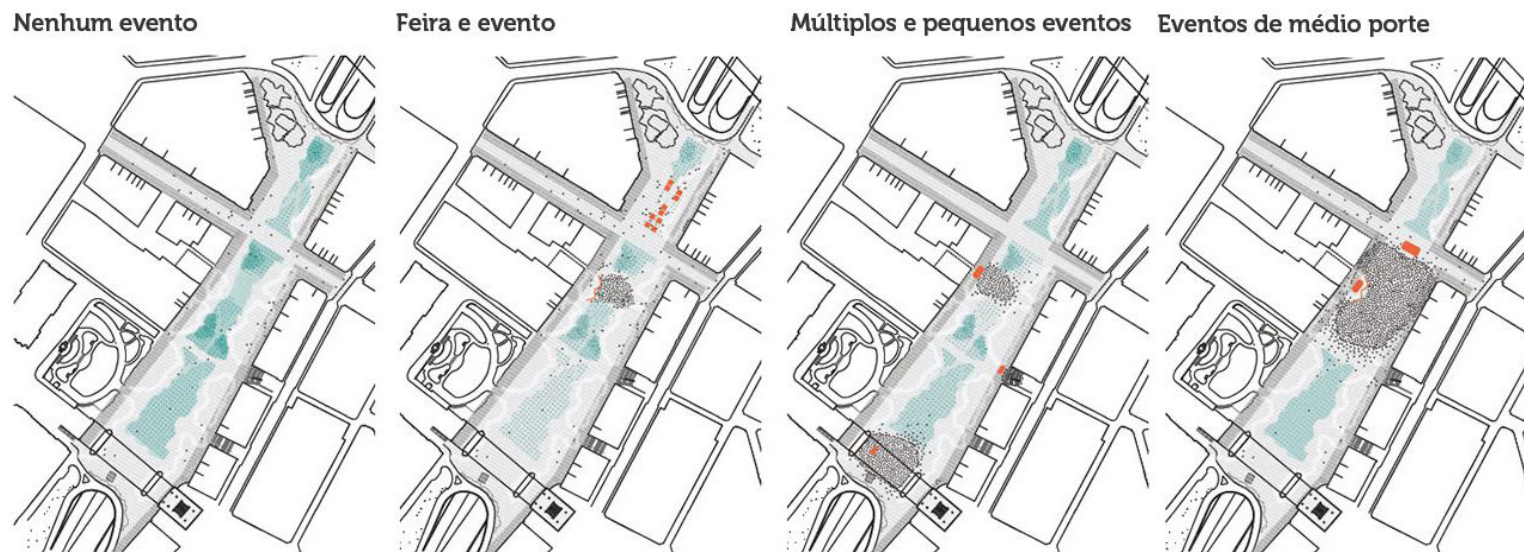 Nenhum evento
Feira e evento
Múltiplos e pequenos eventos
Eventos de médio porte